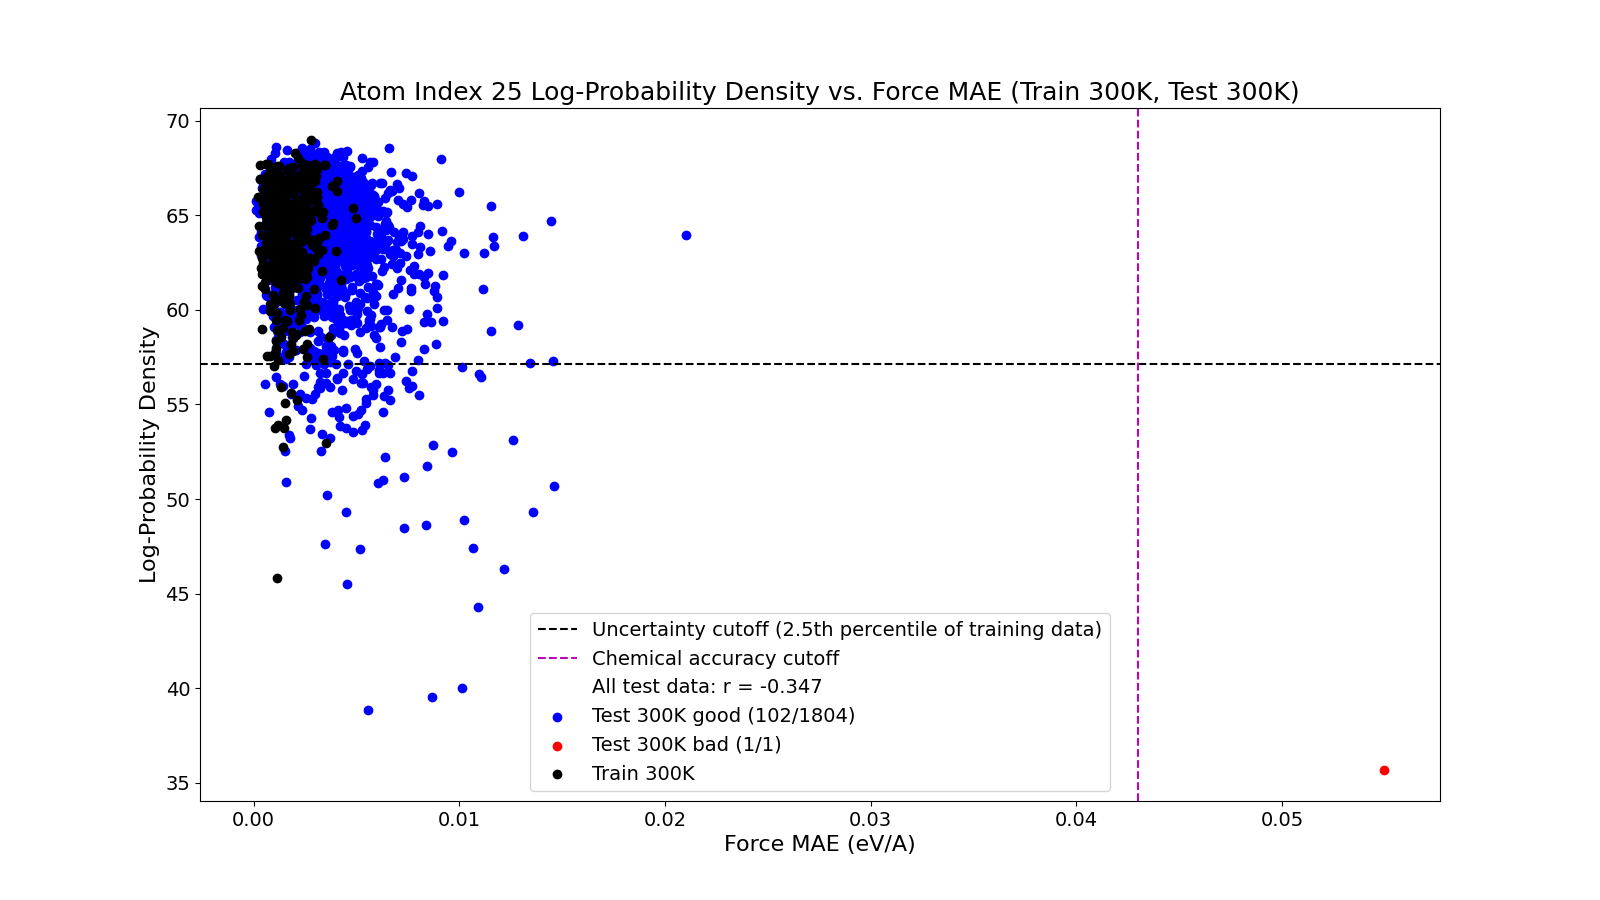 Atom Index 25 Log-Probability Density vs. Force MAE (Train 300K, Test 300K)
Log-Probability Density
70
65
60
55
50
45
40
35
Uncertainty cutoff (2.5th percentile of training data)
Chemical accuracy cutoff
All test data: r = -0.347
Test 300K good (102/1804)
Test 300K bad (1/1)
Train 300K
0.00 0.01 0.02 0.03 0.04 0.05
Force MAE (eV/A)